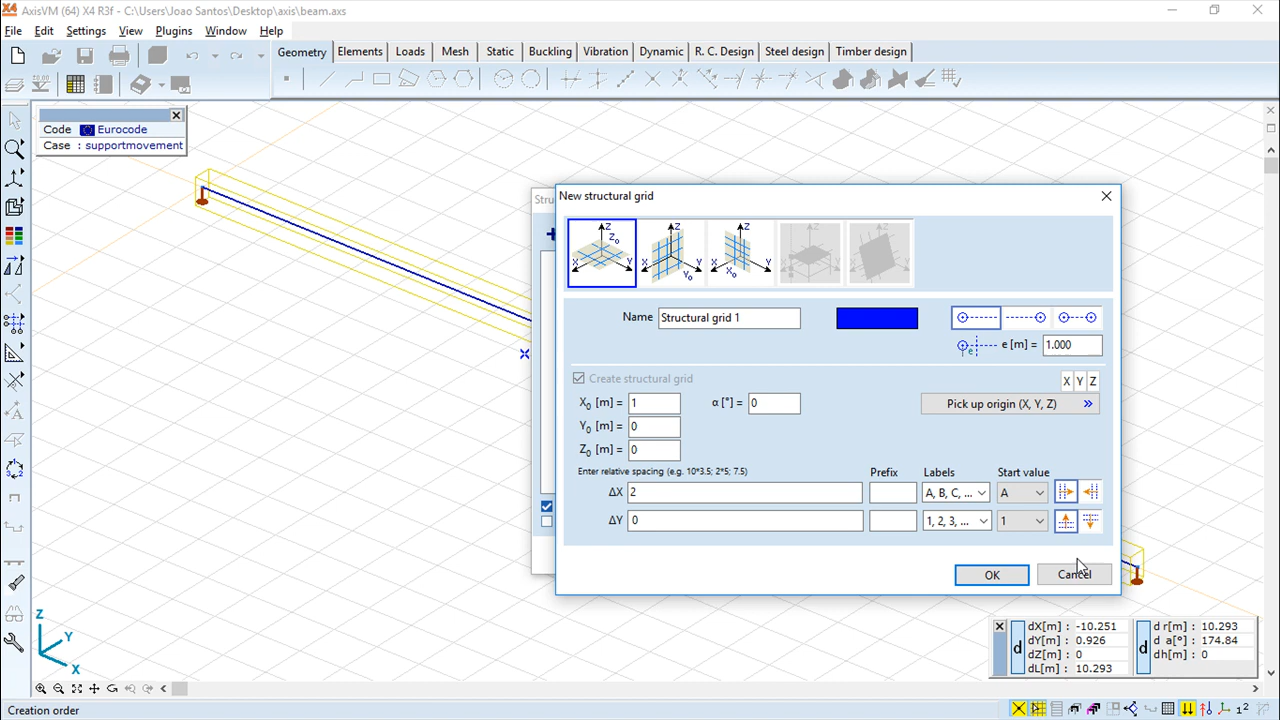 AxisVM (64) X4 R3f - C:\Users\Joao Santos\Desktop\axis\beam.axs
File Edit Settings View Plugins Window Help
Geometry Elements Loads Mesh Static Buckling Vibration Dynamic R. C. Design Steel design Timber design
Code Eurocode
Case : supportmovement
New structural grid
Name Structural grid 1
e [m] = 1.000
Create structural grid
X Y Z
X0 [m] = 1 α [°] = 0 Pick up origin (X, Y, Z) »
Y0 [m] = 0
Z0 [m] = 0
Enter relative spacing (e.g. 10*3.5; 2*5; 7.5) Prefix Labels Start value
ΔX 2 A, B, C, ... A
ΔY 0 1, 2, 3, ... 1
OK Cancel
dX[m] : -10.251 d r[m] : 10.293
dY[m] : 0.926 d a[°] : 174.84
dZ[m] : 0 dh[m] : 0
dL[m] : 10.293
Z
Y
X
Creation order